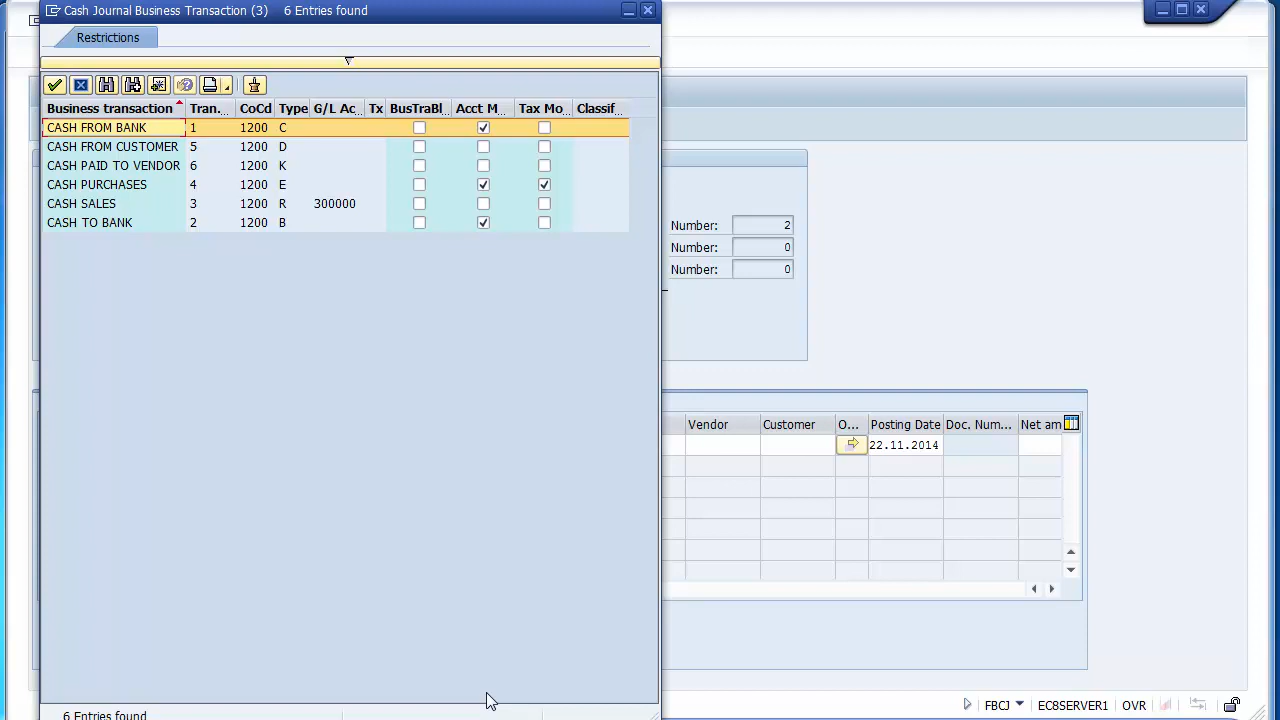 Cash Journal Business Transaction (3) 6 Entries found
Restrictions
Business transaction Tran... CoCd Type G/L Ac... Tx BusTraBl... Acct M... Tax Mo... Classif...
CASH FROM BANK 1 1200 C
CASH FROM CUSTOMER 5 1200 D
CASH PAID TO VENDOR 6 1200 K
CASH PURCHASES 4 1200 E
CASH SALES 3 1200 R 300000
CASH TO BANK 2 1200 B
Number: 2
Number: 0
Number: 0
Vendor Customer O... Posting Date Doc. Num... Net am
22.11.2014
6 Entries found
FBCJ EC8SERVER1 OVR